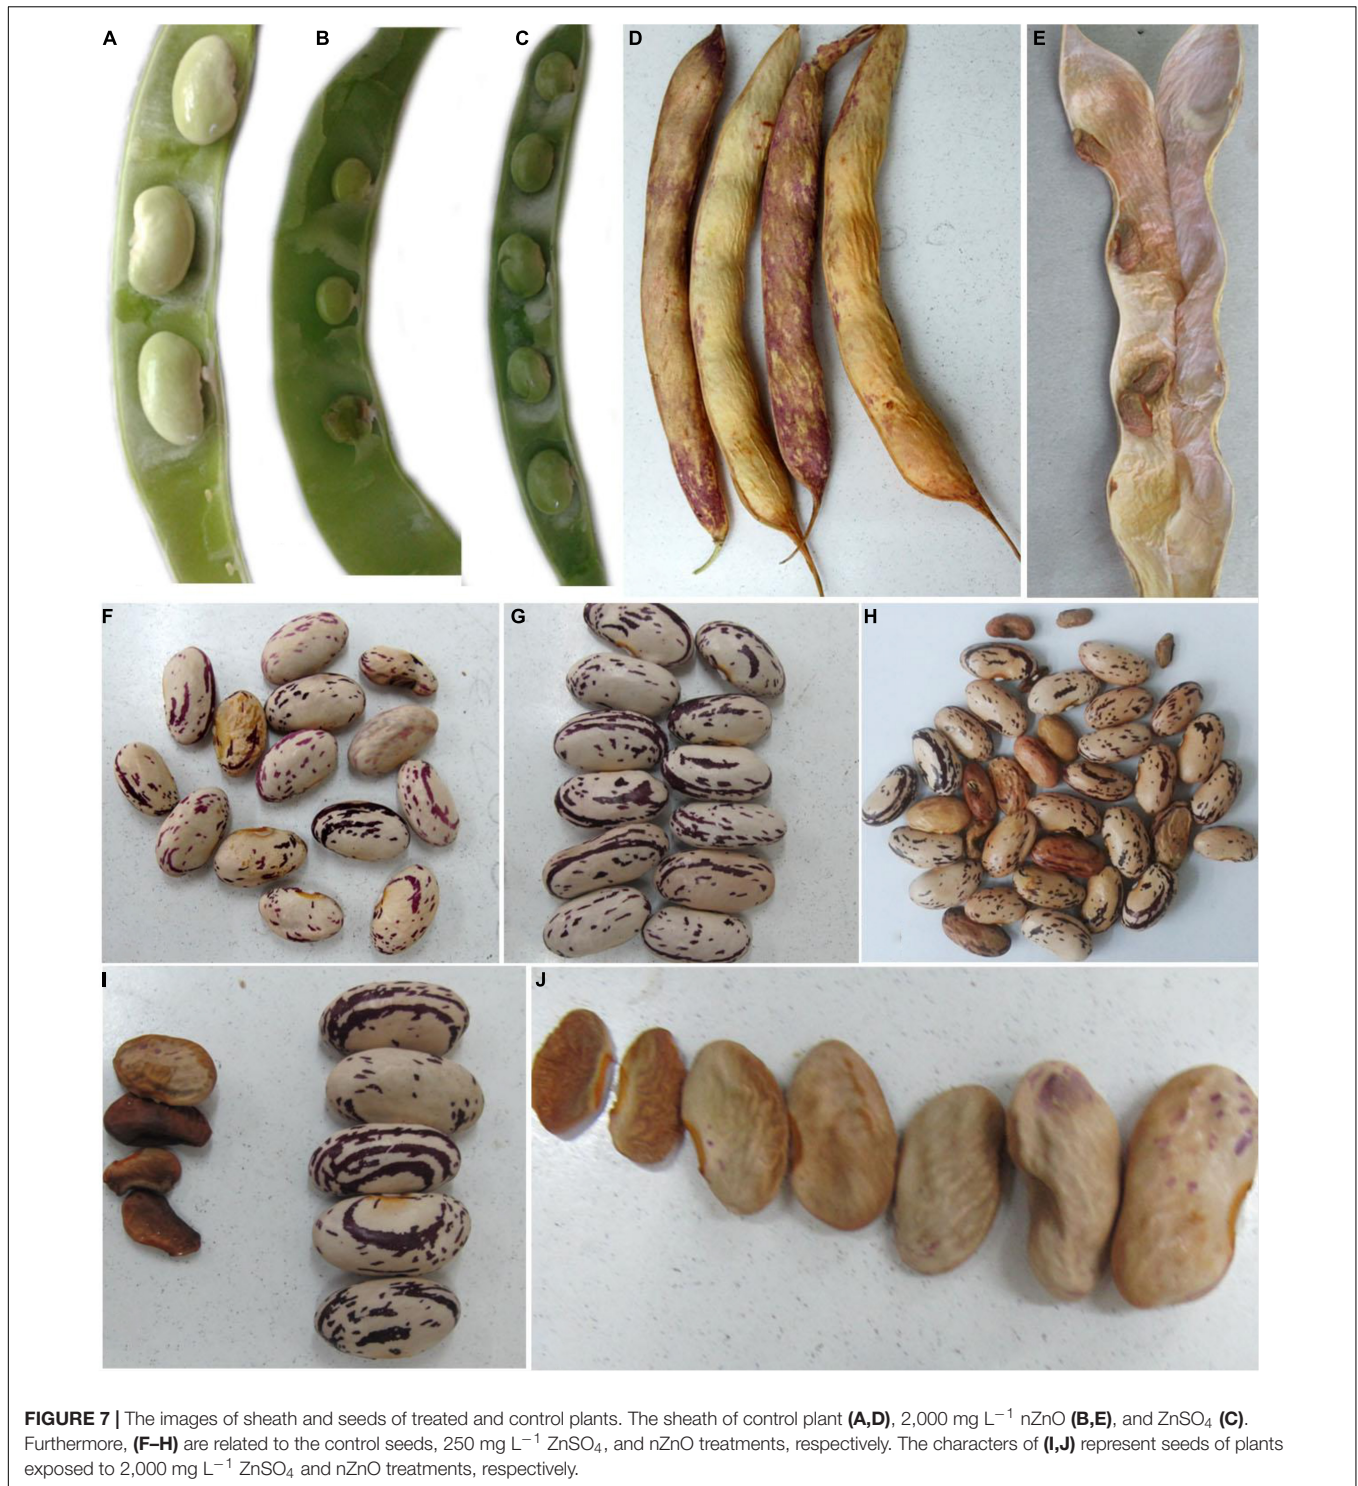 A
B
C
D
E
F
G
H
I
J
FIGURE 7 | The images of sheath and seeds of treated and control plants. The sheath of control plant (A,D), 2,000 mg L⁻¹ nZnO (B,E), and ZnSO₄ (C).
Furthermore, (F–H) are related to the control seeds, 250 mg L⁻¹ ZnSO₄, and nZnO treatments, respectively. The characters of (I,J) represent seeds of plants
exposed to 2,000 mg L⁻¹ ZnSO₄ and nZnO treatments, respectively.